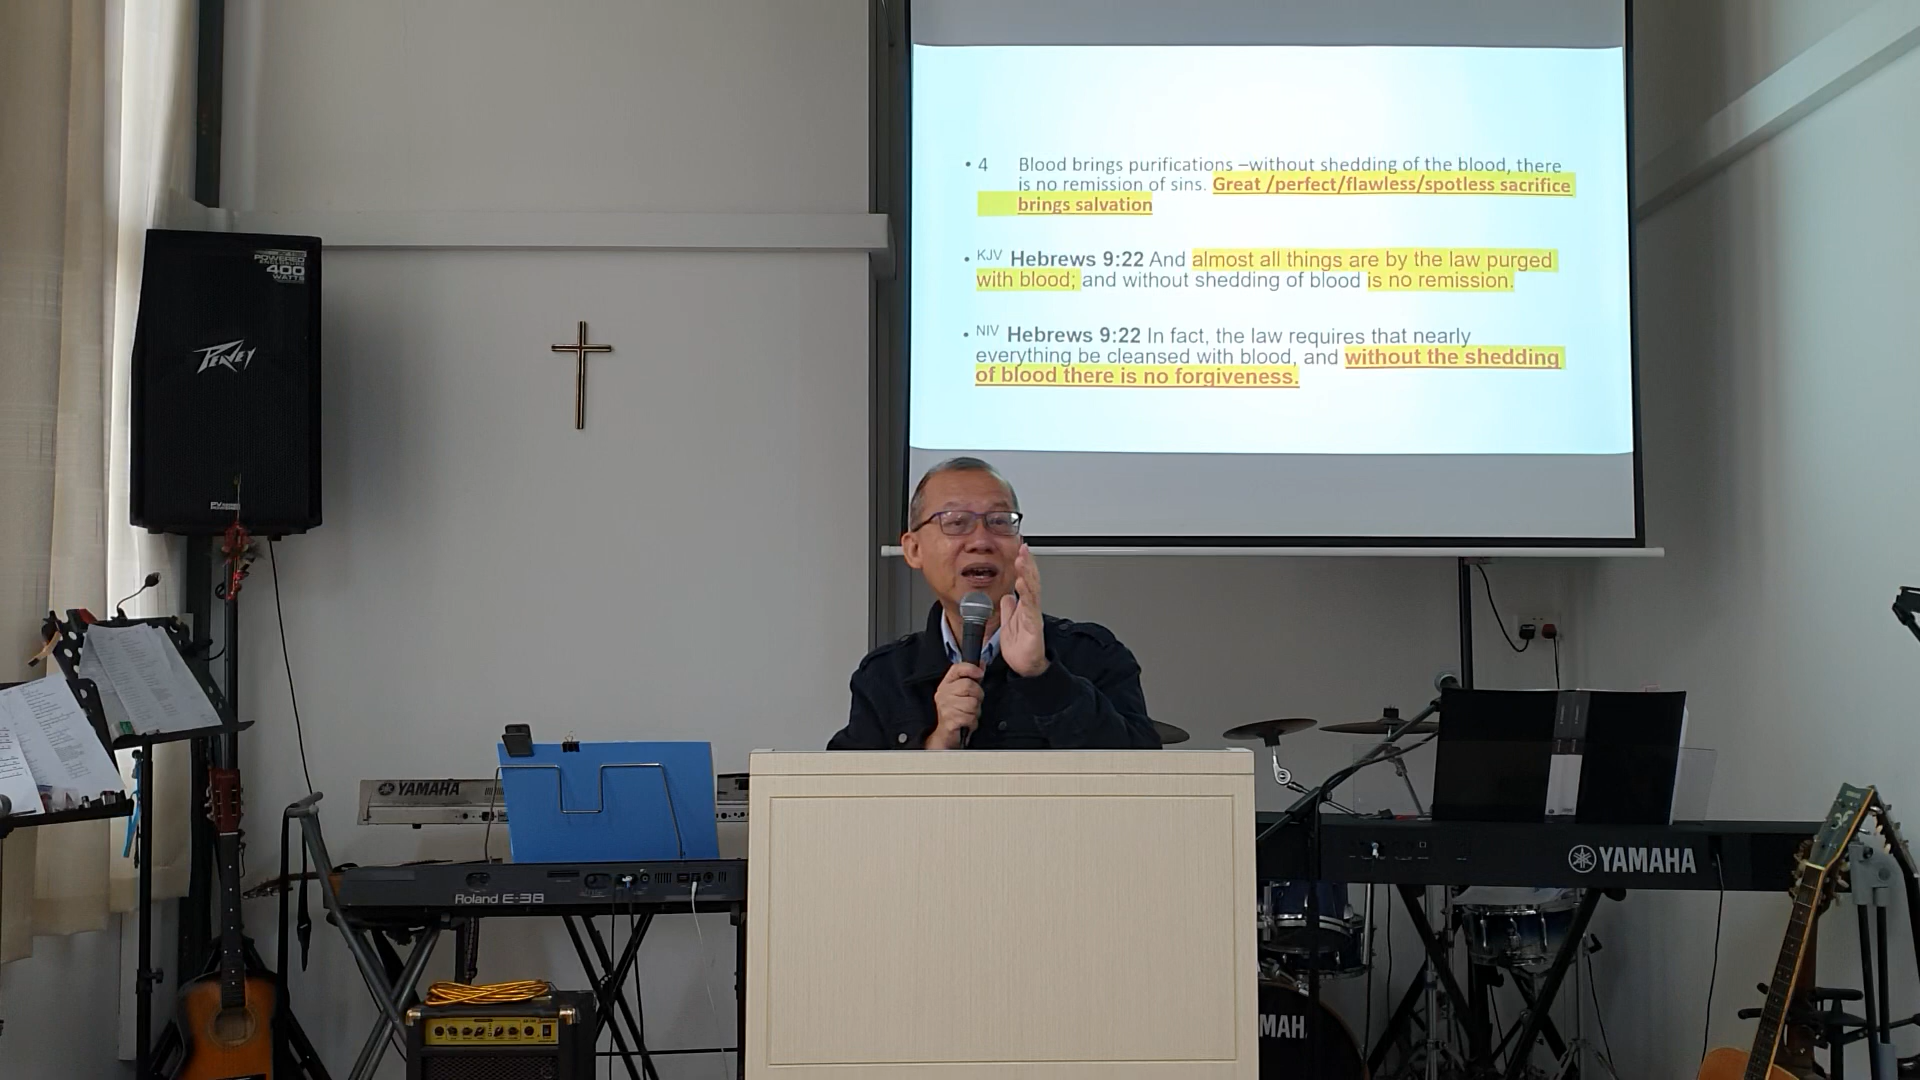 • 4 Blood brings purifications –without shedding of the blood, there
is no remission of sins. Great /perfect/flawless/spotless sacrifice
brings salvation
• KJV Hebrews 9:22 And almost all things are by the law purged
with blood; and without shedding of blood is no remission.
• NIV Hebrews 9:22 In fact, the law requires that nearly
everything be cleansed with blood, and without the shedding
of blood there is no forgiveness.
POWERED
ENCLOSURE
400
WATTS
PEAVEY
YAMAHA
Roland E-38
YAMAHA
MAH